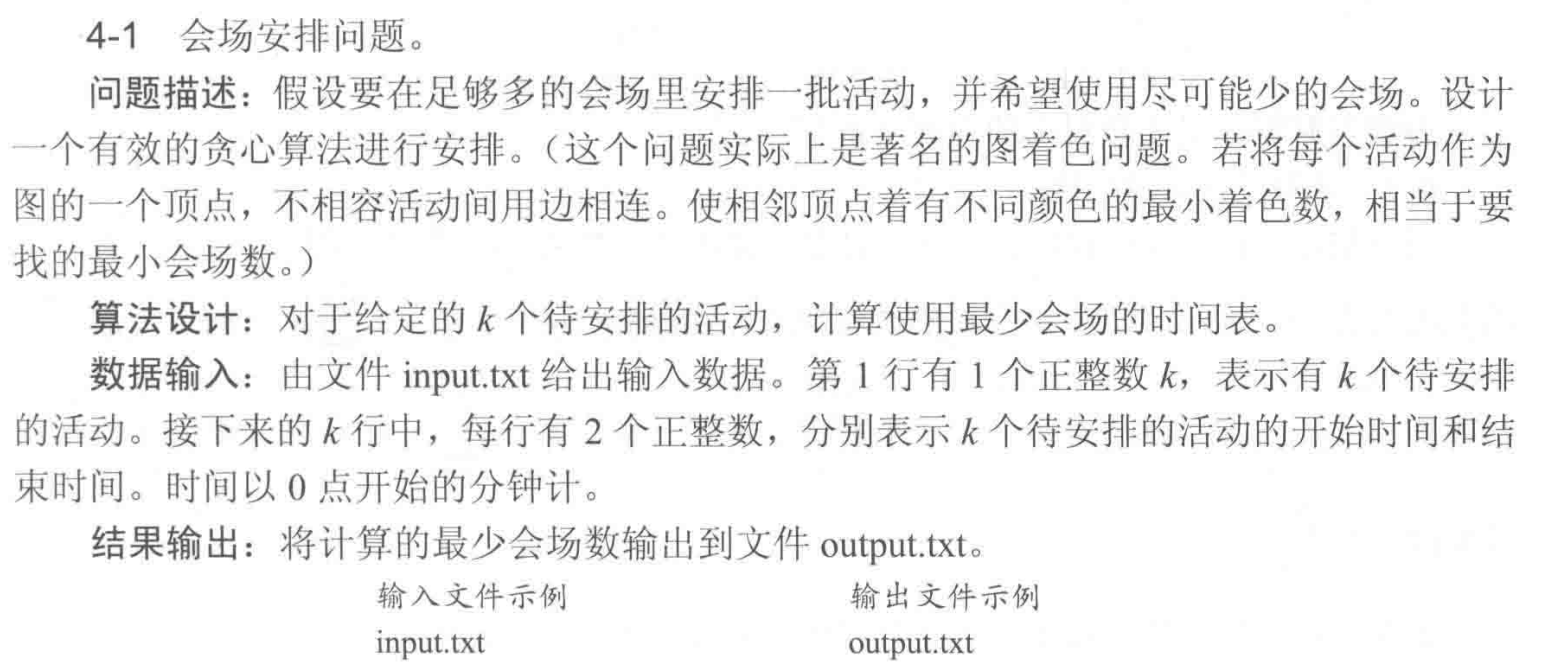 4-1 会场安排问题。
问题描述：假设要在足够多的会场里安排一批活动，并希望使用尽可能少的会场。设计
一个有效的贪心算法进行安排。（这个问题实际上是著名的图着色问题。若将每个活动作为
图的一个顶点，不相容活动间用边相连。使相邻顶点着有不同颜色的最小着色数，相当于要
找的最小会场数。）
算法设计：对于给定的 k 个待安排的活动，计算使用最少会场的时间表。
数据输入：由文件 input.txt 给出输入数据。第 1 行有 1 个正整数 k，表示有 k 个待安排
的活动。接下来的 k 行中，每行有 2 个正整数，分别表示 k 个待安排的活动的开始时间和结
束时间。时间以 0 点开始的分钟计。
结果输出：将计算的最少会场数输出到文件 output.txt。
输入文件示例 输出文件示例
input.txt output.txt